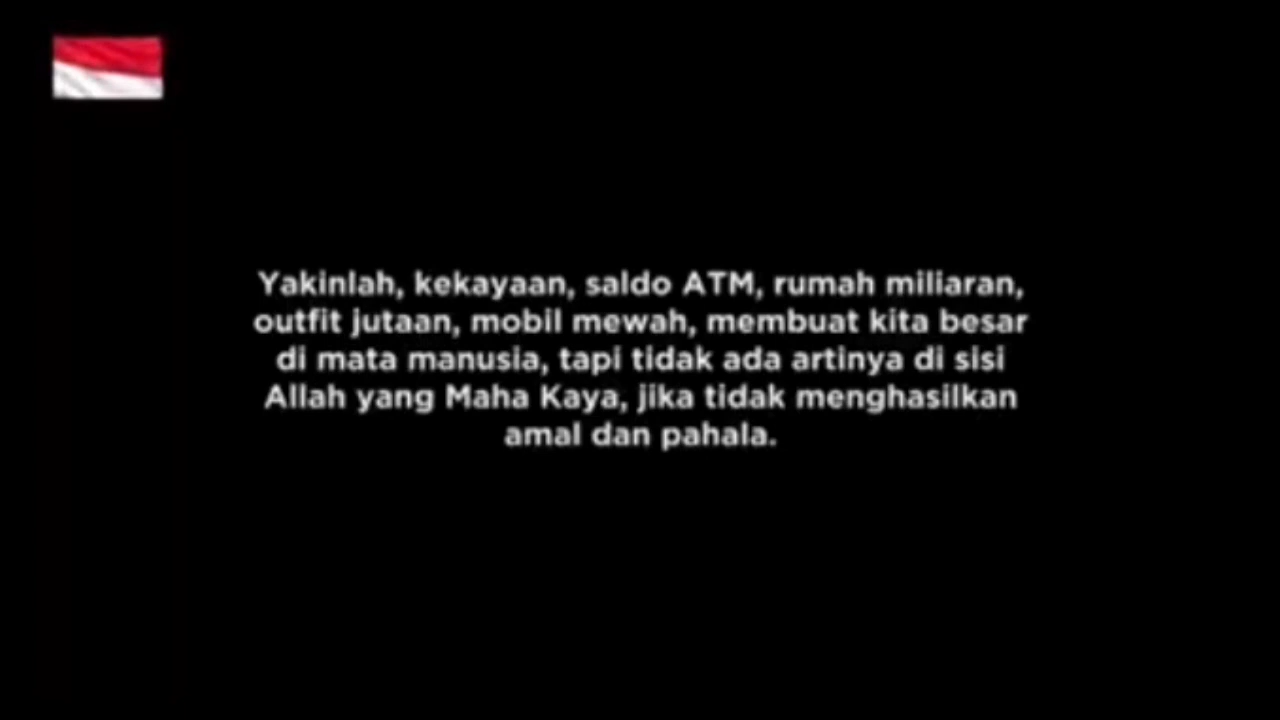 Yakinlah, kekayaan, saldo ATM, rumah miliaran,
outfit jutaan, mobil mewah, membuat kita besar
di mata manusia, tapi tidak ada artinya di sisi
Allah yang Maha Kaya, jika tidak menghasilkan
amal dan pahala.